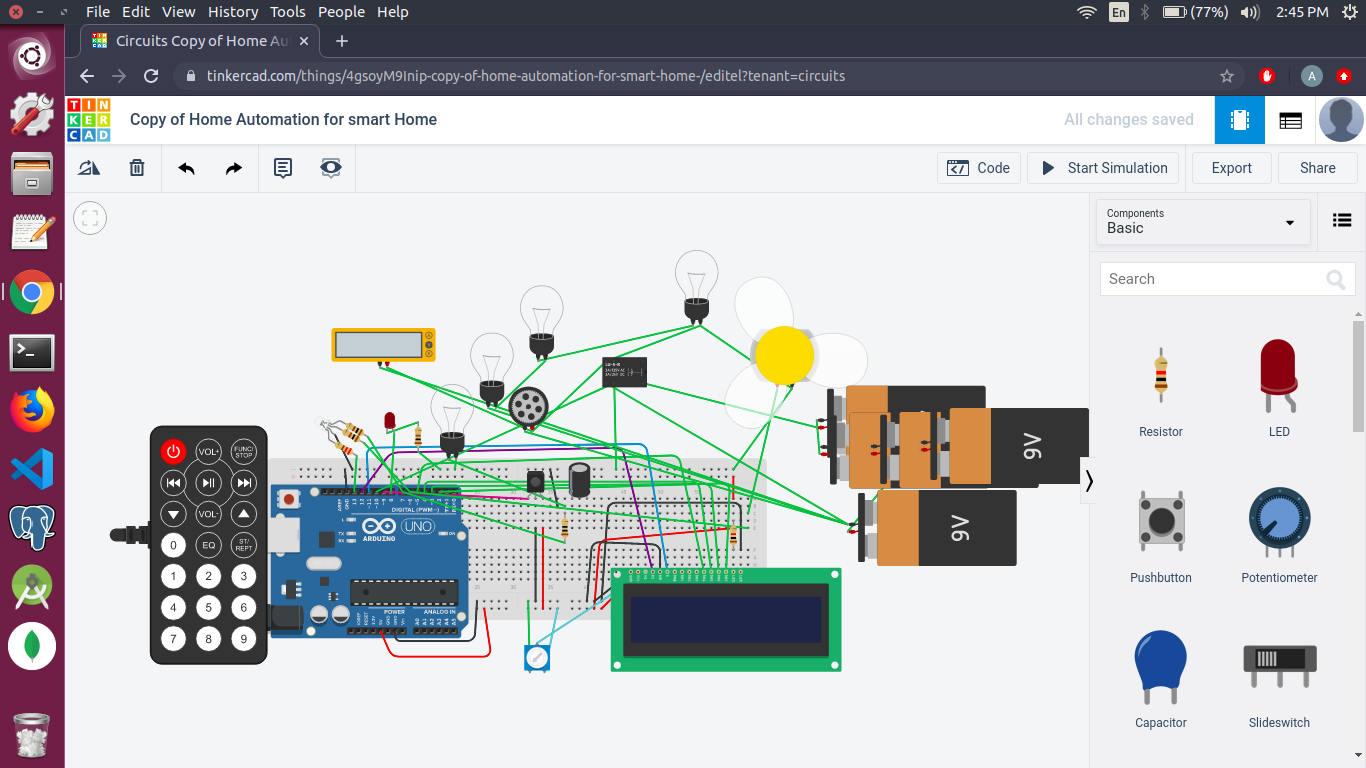 File Edit View History Tools People Help
En
(77%)
2:45 PM
Circuits Copy of Home Au
tinkercad.com/things/4gsoyM9Inip-copy-of-home-automation-for-smart-home-/editel?tenant=circuits
A
TIN
KER
CAD
Copy of Home Automation for smart Home
All changes saved
Code
Start Simulation
Export
Share
Components
Basic
Search
Resistor
LED
Pushbutton
Potentiometer
Capacitor
Slideswitch
VOL+
FUNC/
STOP
VOL-
0
EQ
ST/
REPT
1 2 3
4 5 6
7 8 9
DIGITAL (PWM~)
UNO
ARDUINO
TX
RX
L
ON
POWER
ANALOG IN
9V
9V